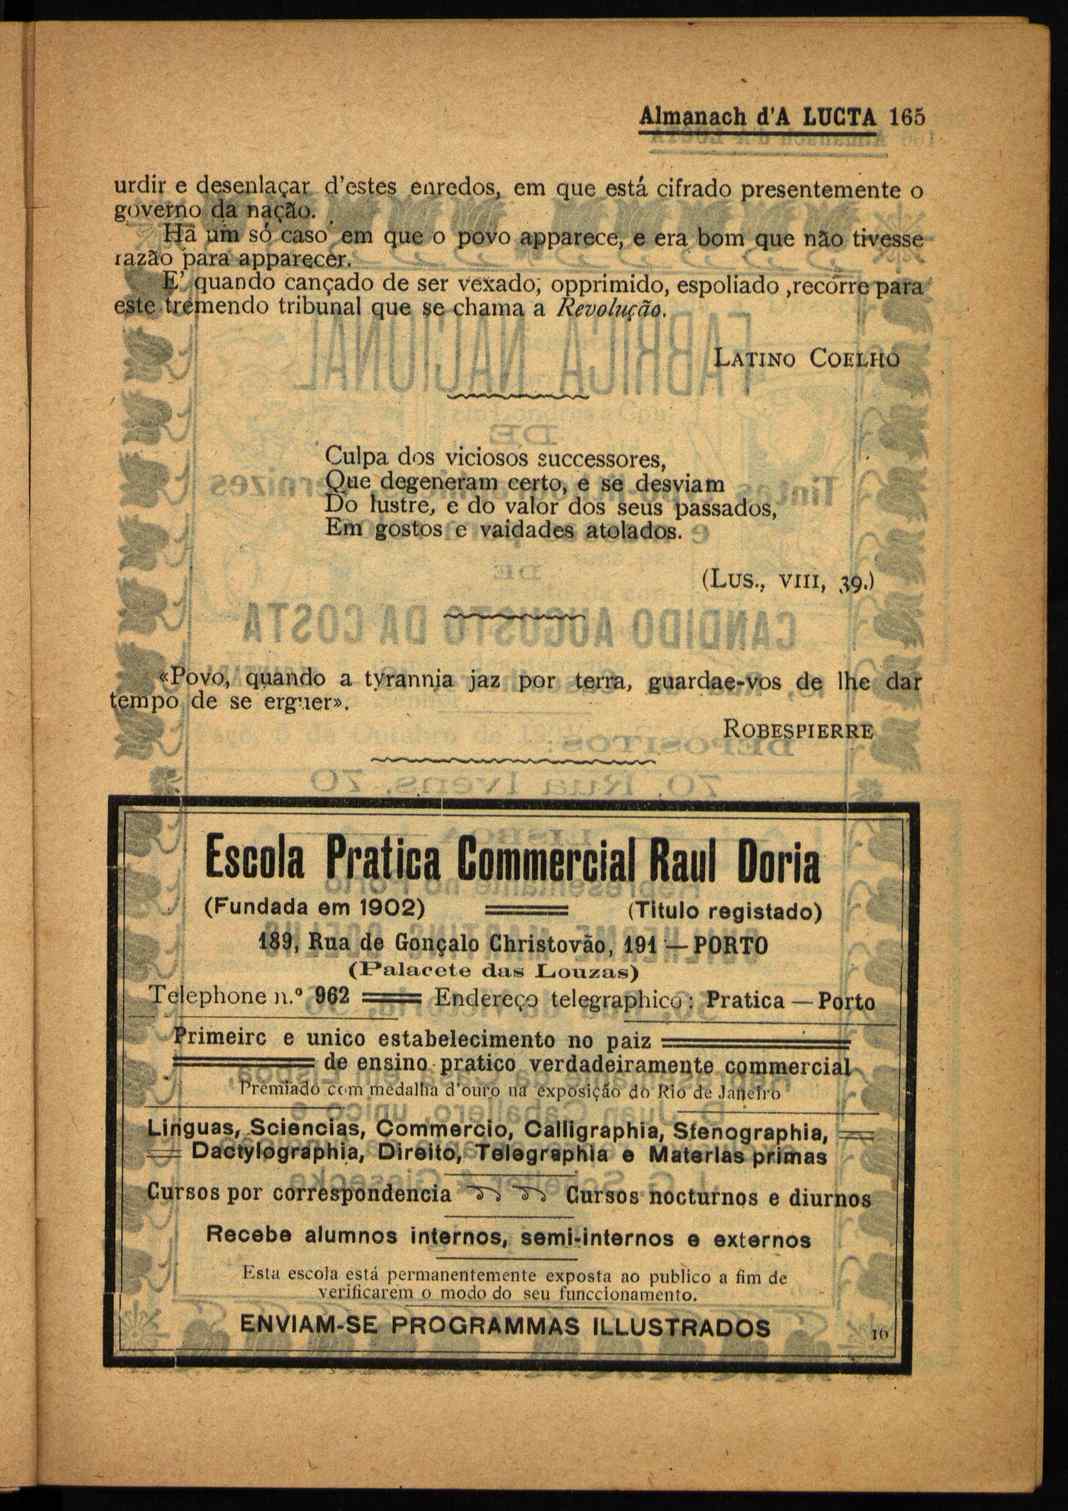 Almanach d'A LUCTA 165
urdir e desenlaçar d'estes enredos, em que está cifrado presentemente o
governo da nação.
Há um só caso em que o povo apparece, e era bom que não tivesse
razão para apparecer.
E' quando cançado de ser vexado, opprimido, espoliado ,recorre para
este tremendo tribunal que se chama a Revolução.
LATINO COELHO
Culpa dos viciosos successores,
Que degeneram certo, e se desviam
Do lustre, e do valor dos seus passados,
Em gostos e vaidades atolados.
(LUS., VIII, 39.)
«Povo, quando a tyrannia jaz por terra, guardae-vos de lhe dar
tempo de se erguer».
ROBESPIERRE
Escola Pratica Commercial Raul Doria
(Fundada em 1902) (Titulo registado)
189, Rua de Gonçalo Christovão, 191 — PORTO
(Palacete das Louzas)
Telephone n.º 962 Endereço telegraphico: Pratica — Porto
Primeiro e unico estabelecimento no paiz
de ensino pratico verdadeiramente commercial
Premiado com medalha d'ouro na exposição do Rio de Janeiro
Linguas, Sciencias, Commercio, Calligraphia, Stenographia,
Dactylographia, Direito, Telegraphia e Materias primas
Cursos por correspondencia Cursos nocturnos e diurnos
Recebe alumnos internos, semi-internos e externos
Esta escola está permanentemente exposta ao publico a fim de
verificarem o modo do seu funccionamento.
ENVIAM-SE PROGRAMMAS ILLUSTRADOS
16